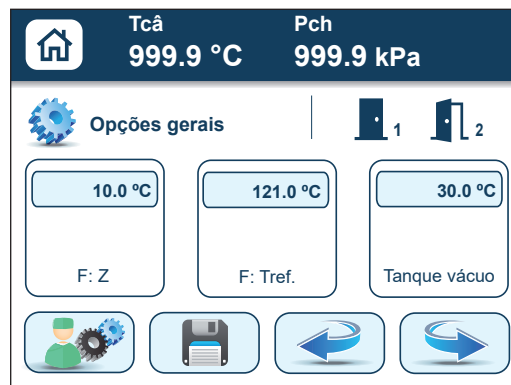 Tcâ Pch
999.9 °C 999.9 kPa
Opções gerais 1 2
10.0 ºC 121.0 ºC 30.0 ºC
F: Z F: Tref. Tanque vácuo